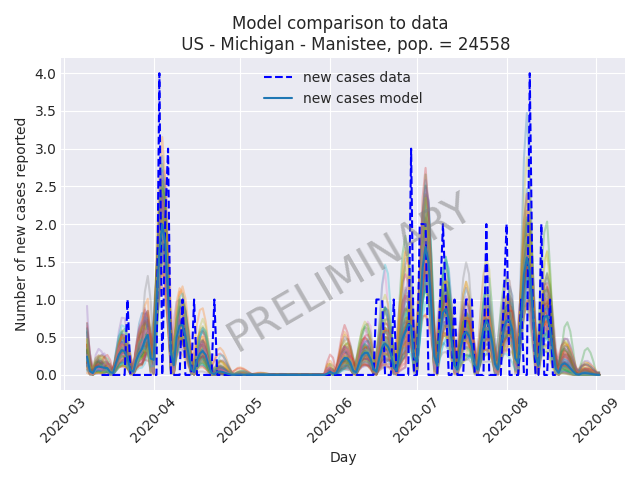 Model comparison to data
US - Michigan - Manistee, pop. = 24558
new cases data
new cases model
Number of new cases reported
4.0
3.5
3.0
2.5
2.0
1.5
1.0
0.5
0.0
PRELIMINARY
2020-03
2020-04
2020-05
2020-06
2020-07
2020-08
2020-09
Day